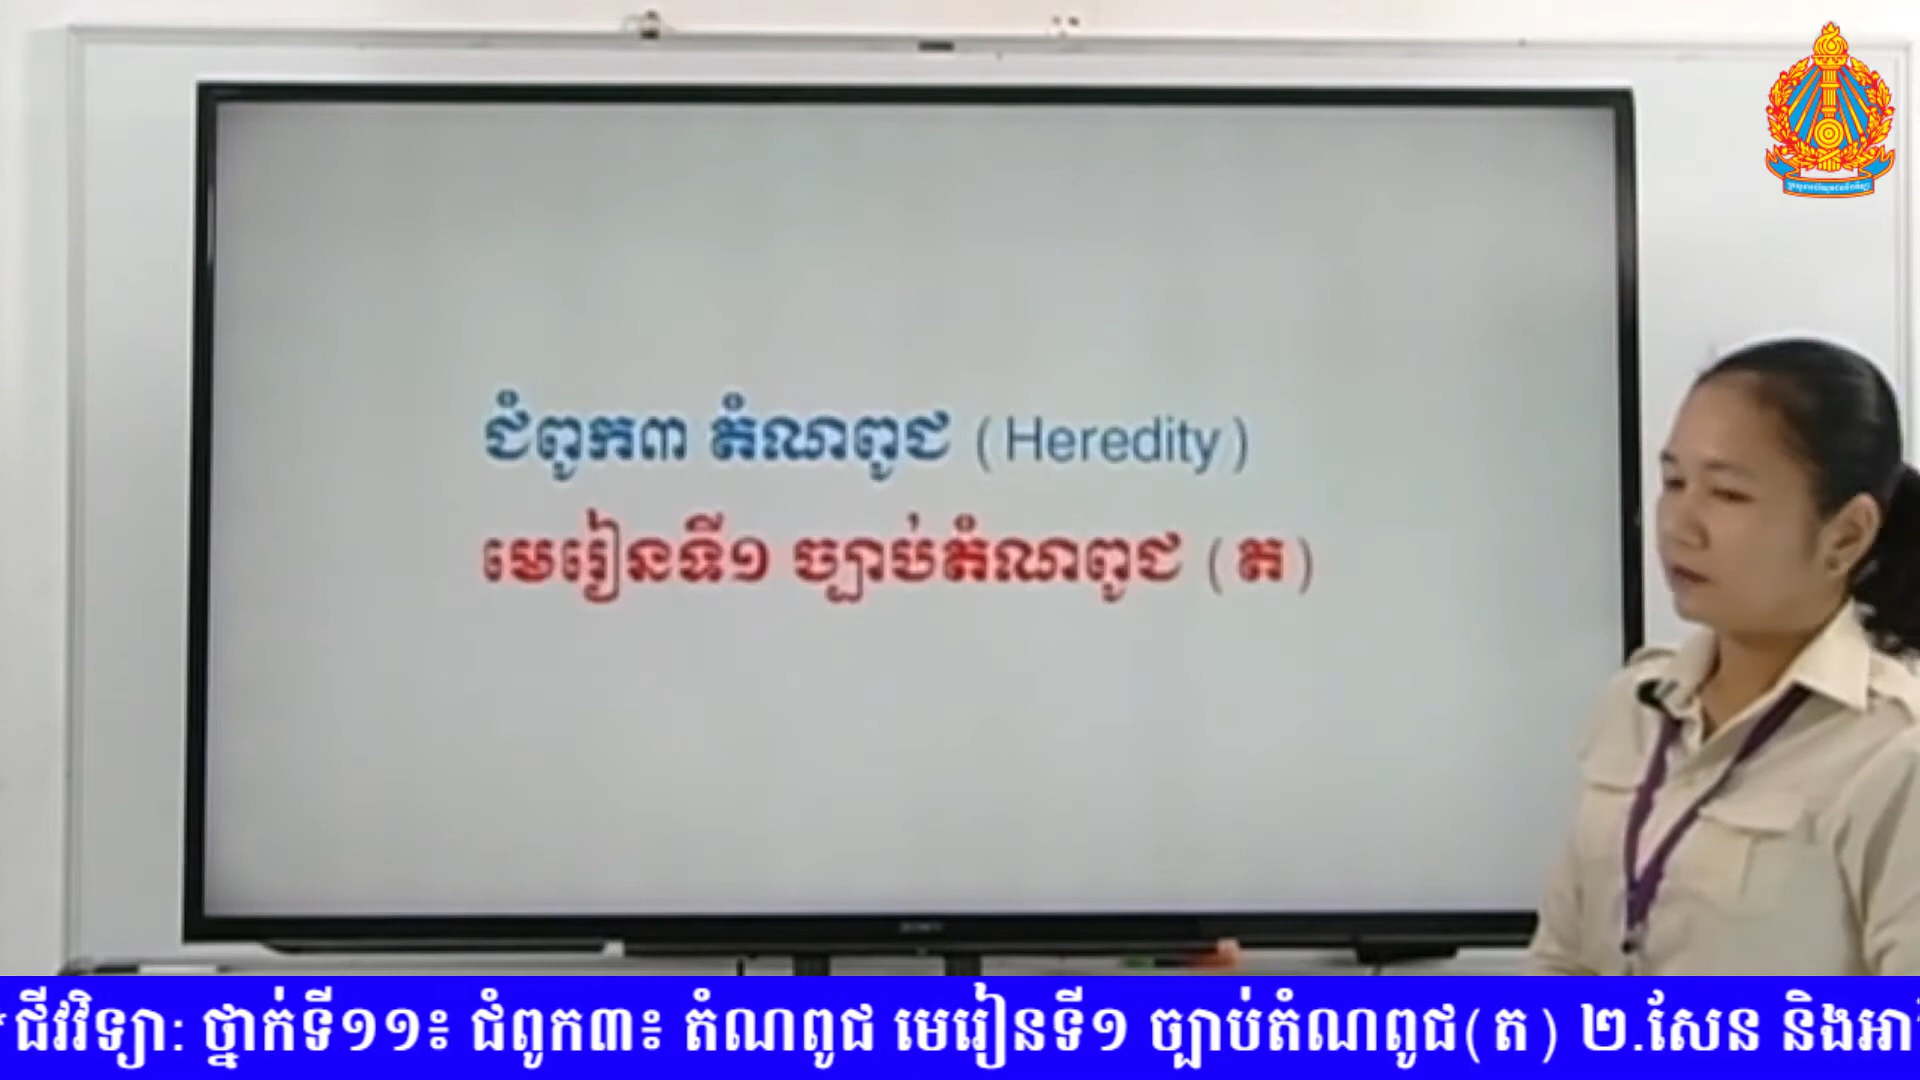 ជំពូក៣ តំណពូជ (Heredity)
មេរៀនទី១ ច្បាប់តំណពូជ (ត)
*ជីវវិទ្យា: ថ្នាក់ទី១១៖ ជំពូក៣៖ តំណពូជ មេរៀនទី១ ច្បាប់តំណពូជ(ត) ២.សែន និងអា